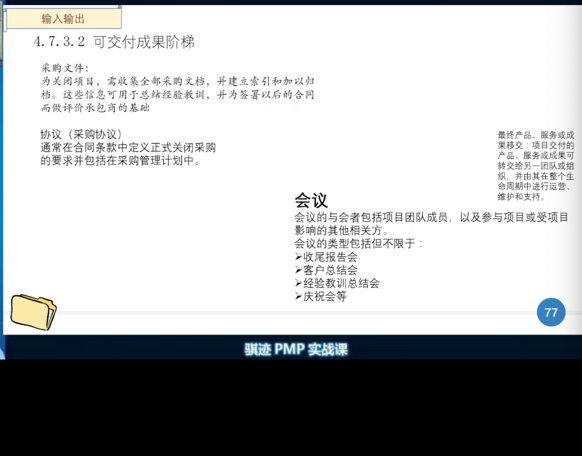 输入输出
4.7.3.2 可交付成果阶梯
采购文件：
为关闭项目，需收集全部采购文档，并建立索引和加以归
档。这些信息可用于总结经验教训，并为签署以后的合同
而做评价承包商的基础
协议（采购协议）
通常在合同条款中定义正式关闭采购
的要求并包括在采购管理计划中。
最终产品、服务或成
果移交：项目交付的
产品、服务或成果可
转交给另一团队或组
织，并由其在整个生
命周期中进行运营、
维护和支持。
会议
会议的与会者包括项目团队成员，以及参与项目或受项目
影响的其他相关方。
会议的类型包括但不限于：
➢收尾报告会
➢客户总结会
➢经验教训总结会
➢庆祝会等
77
骐迹 PMP 实战课